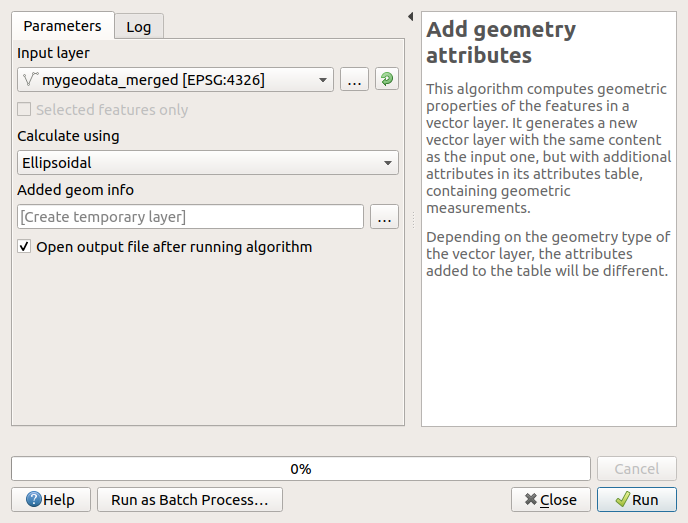 Parameters
Log
Input layer
mygeodata_merged [EPSG:4326]
...
Selected features only
Calculate using
Ellipsoidal
Added geom info
[Create temporary layer]
...
Open output file after running algorithm
Add geometry
attributes
This algorithm computes geometric
properties of the features in a
vector layer. It generates a new
vector layer with the same content
as the input one, but with additional
attributes in its attributes table,
containing geometric
measurements.
Depending on the geometry type of
the vector layer, the attributes
added to the table will be different.
0%
Cancel
Help
Run as Batch Process...
Close
Run